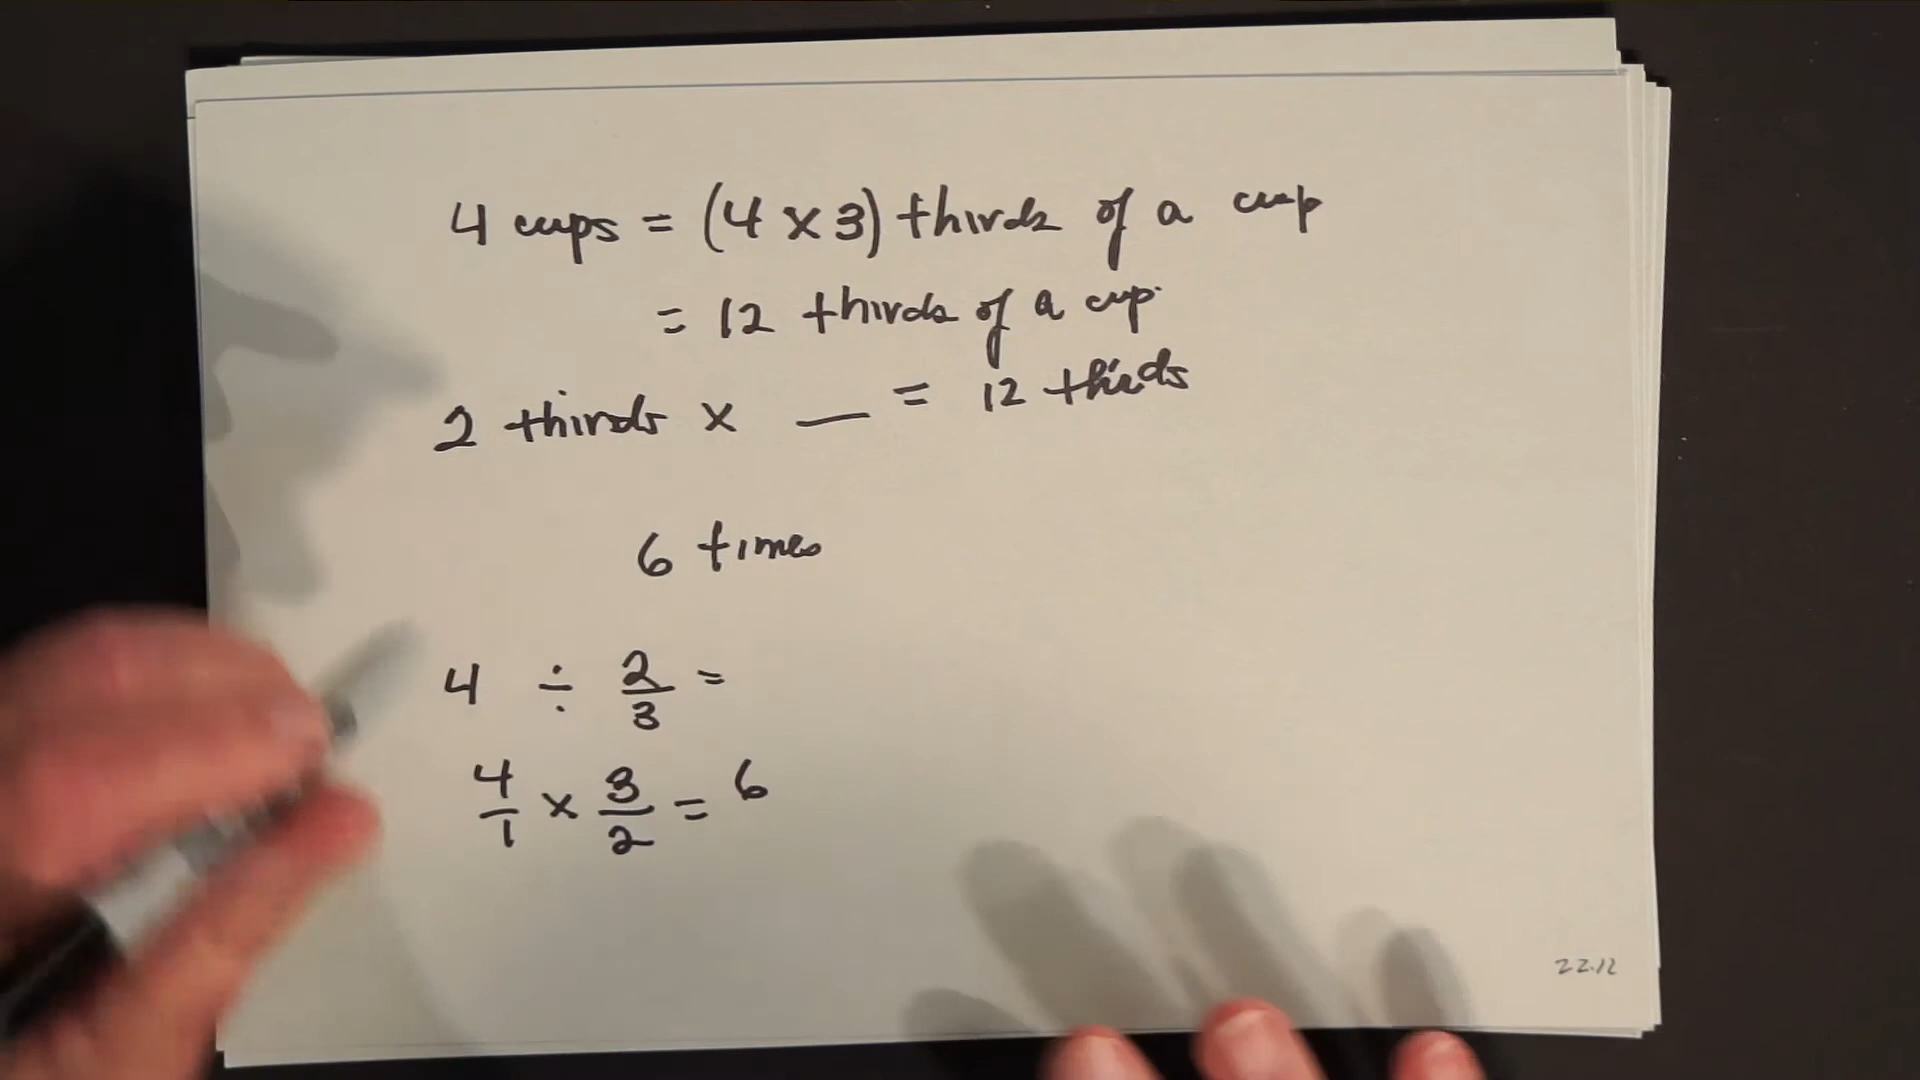 4 cups = (4 × 3) thirds of a cup
= 12 thirds of a cup.
2 thirds × __ = 12 thirds
6 times
4 ÷ 2/3 =
4/1 × 3/2 = 6
22.12